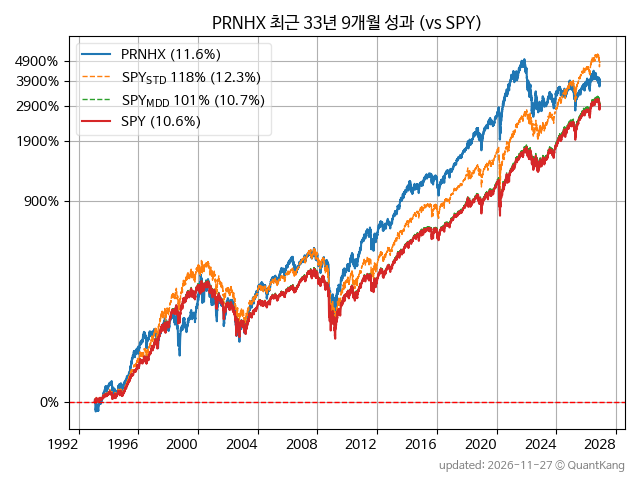 PRNHX 최근 33년 9개월 성과 (vs SPY)
PRNHX (11.6%)
SPY_STD 118% (12.3%)
SPY_MDD 101% (10.7%)
SPY (10.6%)
4900%
3900%
2900%
1900%
900%
0%
1992 1996 2000 2004 2008 2012 2016 2020 2024 2028
updated: 2026-11-27 © QuantKang